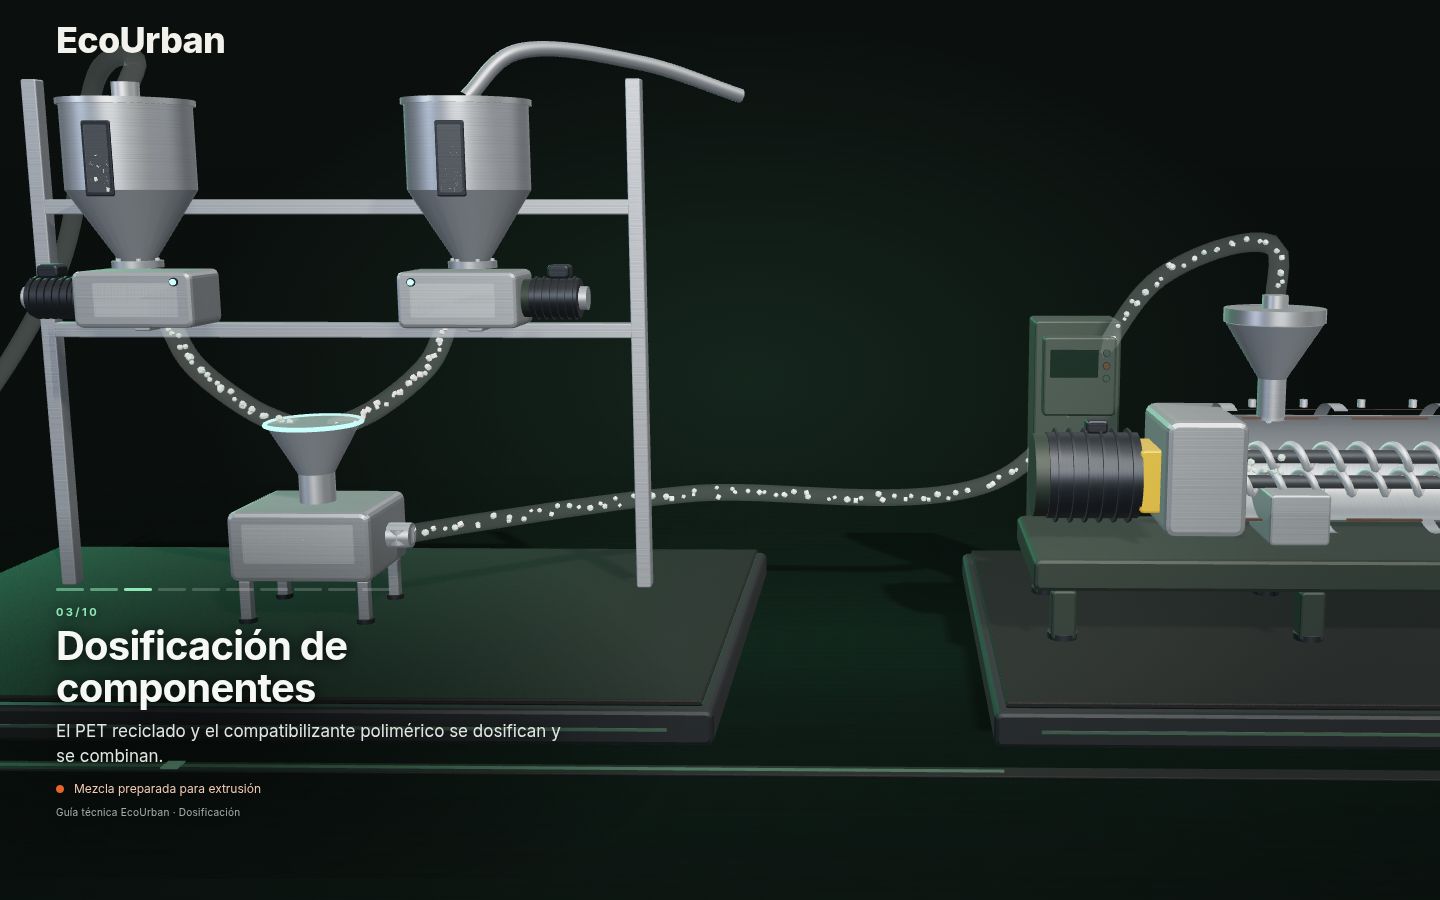 EcoUrban
03/10
Dosificación de
componentes
El PET reciclado y el compatibilizante polimérico se dosifican y
se combinan.
Mezcla preparada para extrusión
Guía técnica EcoUrban · Dosificación